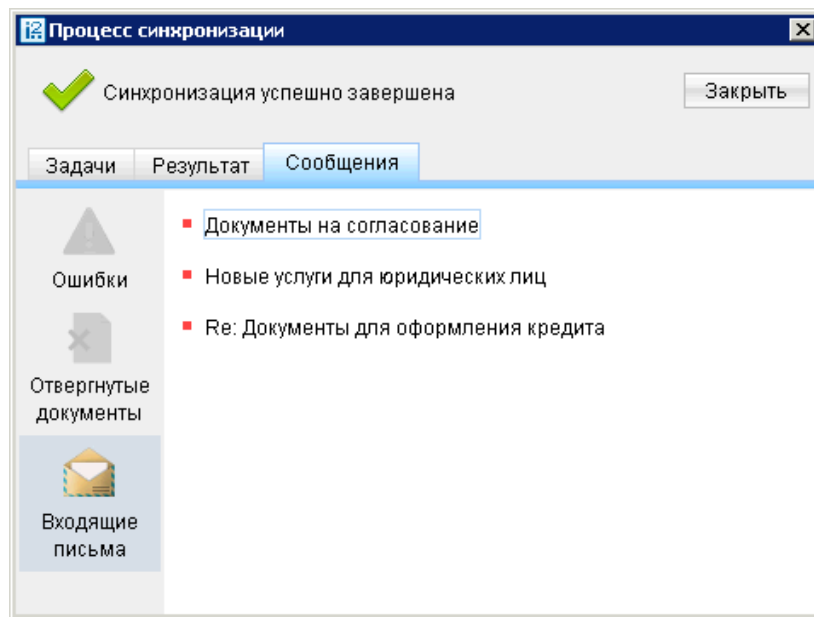 Процесс синхронизации
Синхронизация успешно завершена
Закрыть
Задачи
Результат
Сообщения
Ошибки
Отвергнутые
документы
Входящие
письма
Документы на согласование
Новые услуги для юридических лиц
Re: Документы для оформления кредита